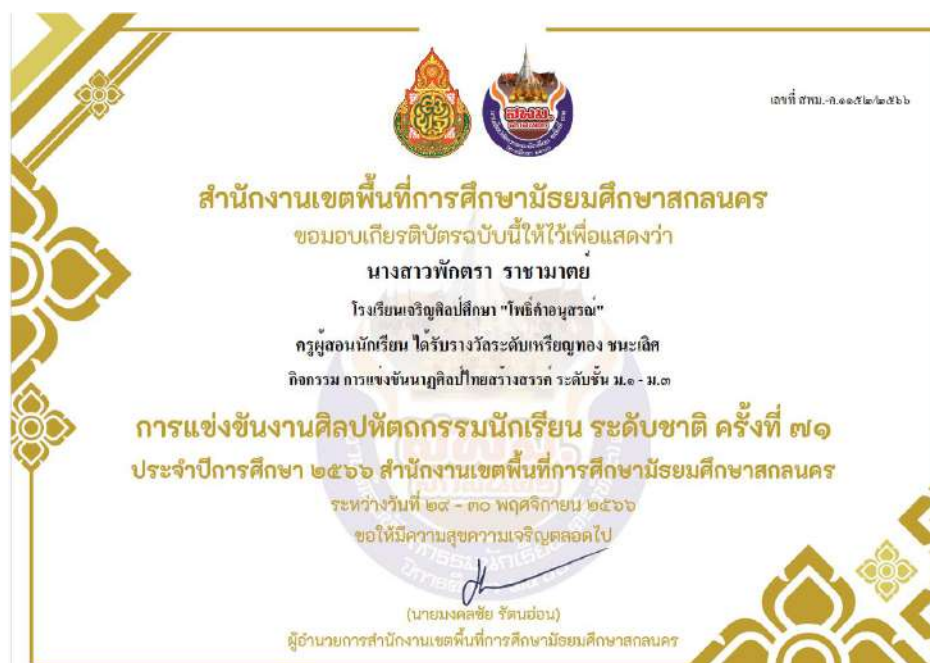 เลขที่ สพม.-ก.๑๑๕๒/๒๕๖๖
สพม.
สำนักงานเขตพื้นที่การศึกษามัธยมศึกษาสกลนคร
ขอมอบเกียรติบัตรฉบับนี้ให้ไว้เพื่อแสดงว่า
นางสาวพักตรา ราชามาตย์
โรงเรียนเจริญศิลป์ศึกษา "โพธิ์คำอนุสรณ์"
ครูผู้สอนนักเรียน ได้รับรางวัลระดับเหรียญทอง ชนะเลิศ
กิจกรรม การแข่งขันนาฏศิลป์ไทยสร้างสรรค์ ระดับชั้น ม.๑ - ม.๓
การแข่งขันงานศิลปหัตถกรรมนักเรียน ระดับชาติ ครั้งที่ ๗๑
ประจำปีการศึกษา ๒๕๖๖ สำนักงานเขตพื้นที่การศึกษามัธยมศึกษาสกลนคร
ระหว่างวันที่ ๒๙ - ๓๐ พฤศจิกายน ๒๕๖๖
ขอให้มีความสุขความเจริญตลอดไป
(นายมงคลชัย รัตนอ่อน)
ผู้อำนวยการสำนักงานเขตพื้นที่การศึกษามัธยมศึกษาสกลนคร